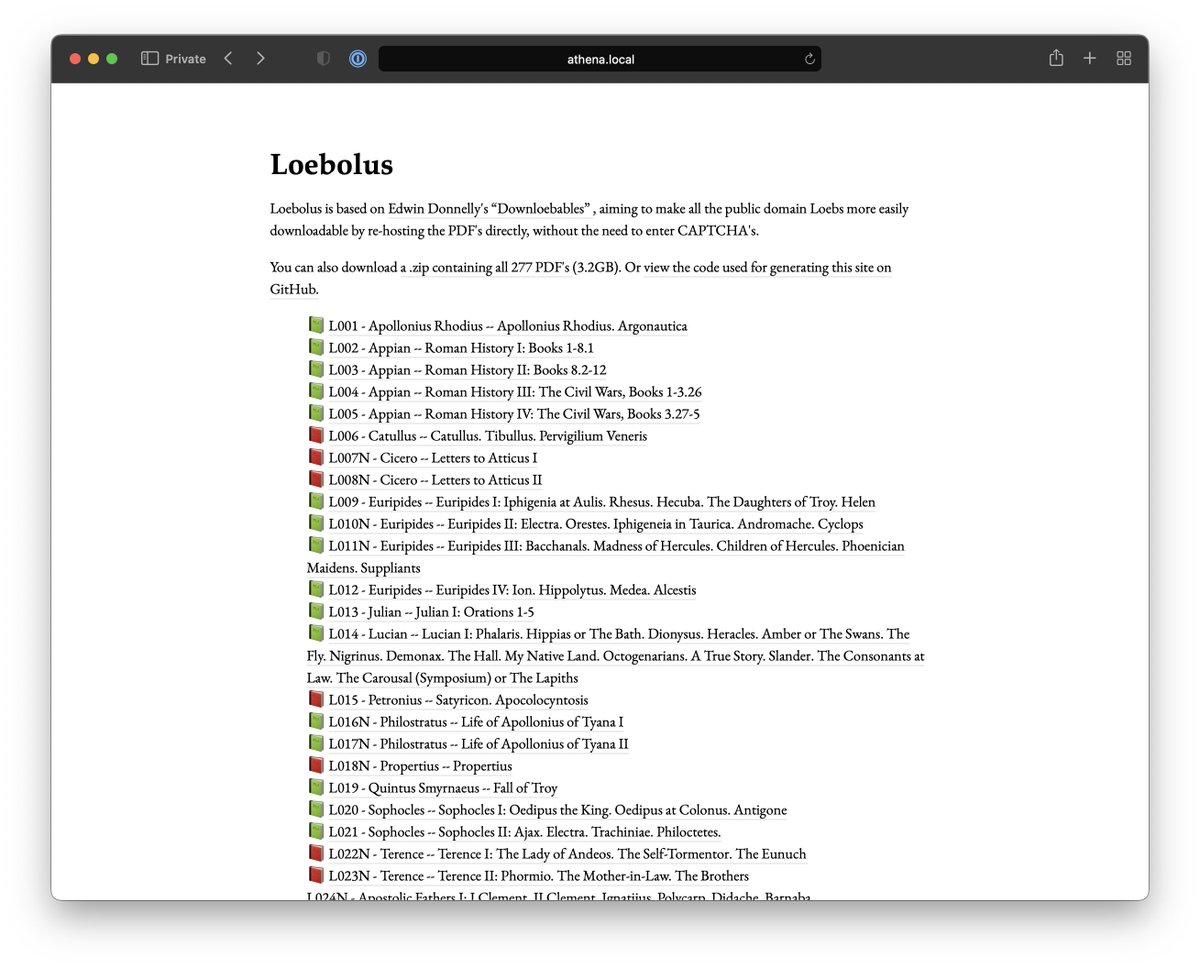 Private
athena.local
Loebolus
Loebolus is based on Edwin Donnelly's “Downloebables” , aiming to make all the public domain Loebs more easily
downloadable by re-hosting the PDF's directly, without the need to enter CAPTCHA's.
You can also download a .zip containing all 277 PDF's (3.2GB). Or view the code used for generating this site on
GitHub.
L001 - Apollonius Rhodius -- Apollonius Rhodius. Argonautica
L002 - Appian -- Roman History I: Books 1-8.1
L003 - Appian -- Roman History II: Books 8.2-12
L004 - Appian -- Roman History III: The Civil Wars, Books 1-3.26
L005 - Appian -- Roman History IV: The Civil Wars, Books 3.27-5
L006 - Catullus -- Catullus. Tibullus. Pervigilium Veneris
L007N - Cicero -- Letters to Atticus I
L008N - Cicero -- Letters to Atticus II
L009 - Euripides -- Euripides I: Iphigenia at Aulis. Rhesus. Hecuba. The Daughters of Troy. Helen
L010N - Euripides -- Euripides II: Electra. Orestes. Iphigeneia in Taurica. Andromache. Cyclops
L011N - Euripides -- Euripides III: Bacchanals. Madness of Hercules. Children of Hercules. Phoenician
Maidens. Suppliants
L012 - Euripides -- Euripides IV: Ion. Hippolytus. Medea. Alcestis
L013 - Julian -- Julian I: Orations 1-5
L014 - Lucian -- Lucian I: Phalaris. Hippias or The Bath. Dionysus. Heracles. Amber or The Swans. The
Fly. Nigrinus. Demonax. The Hall. My Native Land. Octogenarians. A True Story. Slander. The Consonants at
Law. The Carousal (Symposium) or The Lapiths
L015 - Petronius -- Satyricon. Apocolocyntosis
L016N - Philostratus -- Life of Apollonius of Tyana I
L017N - Philostratus -- Life of Apollonius of Tyana II
L018N - Propertius -- Propertius
L019 - Quintus Smyrnaeus -- Fall of Troy
L020 - Sophocles -- Sophocles I: Oedipus the King. Oedipus at Colonus. Antigone
L021 - Sophocles -- Sophocles II: Ajax. Electra. Trachiniae. Philoctetes.
L022N - Terence -- Terence I: The Lady of Andeos. The Self-Tormentor. The Eunuch
L023N - Terence -- Terence II: Phormio. The Mother-in-Law. The Brothers
L024N - Apostolic Fathers I: I Clement. II Clement. Ignatius. Polycarp. Didache. Barnaba